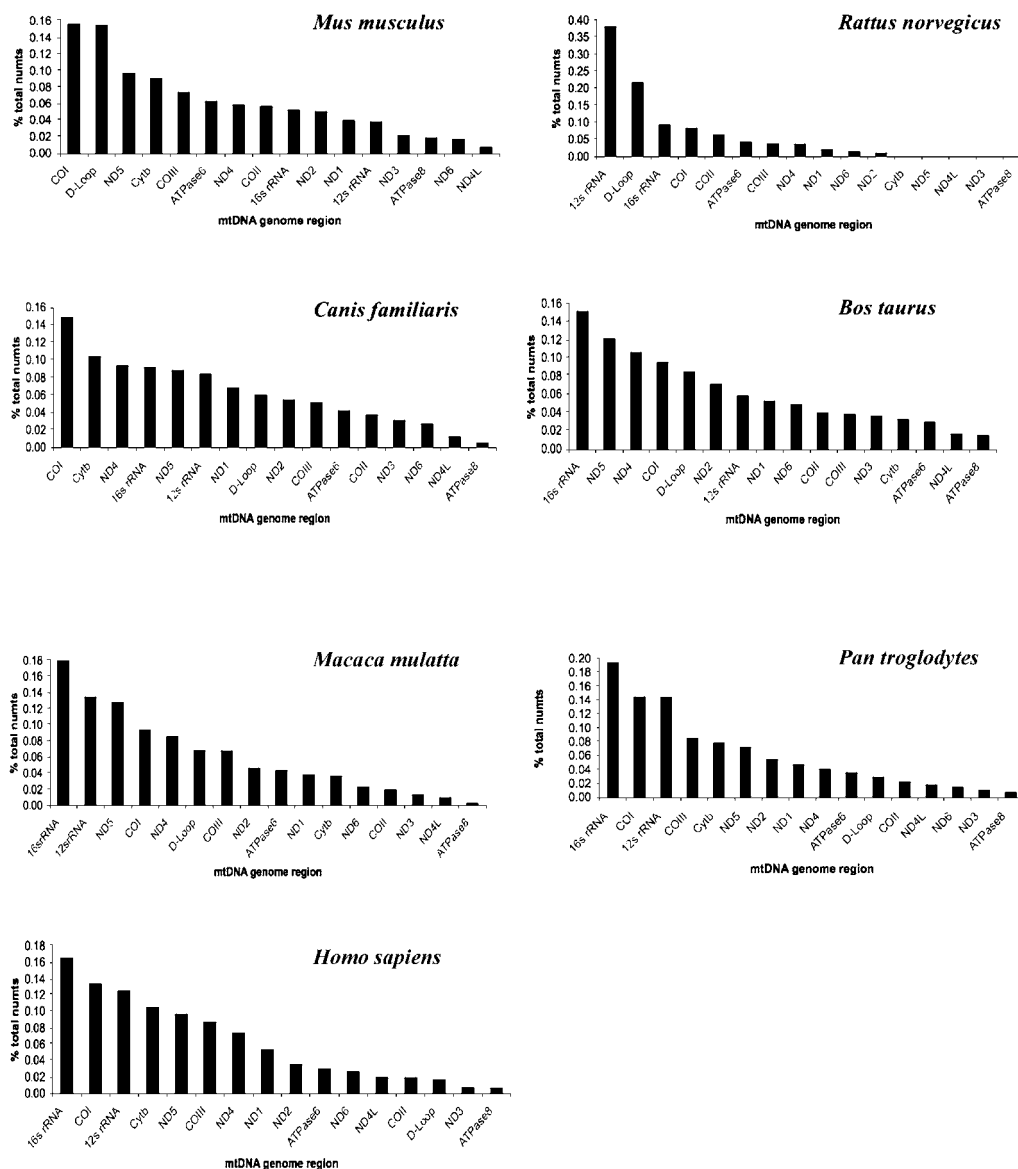 Mus musculus
% total numts
0.16
0.14
0.12
0.10
0.08
0.06
0.04
0.02
0.00
COI D-Loop ND5 Cytb COIII ATPase6 ND4 COII 16s rRNA ND2 ND1 12s rRNA ND3 ATPase8 ND6 ND4L
mtDNA genome region
Rattus norvegicus
% total numts
0.40
0.35
0.30
0.25
0.20
0.15
0.10
0.05
0.00
12s rRNA D-Loop 16s rRNA COI COII ATPase6 COIII ND4 ND1 ND6 ND2 Cytb ND5 ND4L ND3 ATPase8
mtDNA genome region
Canis familiaris
% total numts
0.16
0.14
0.12
0.10
0.08
0.06
0.04
0.02
0.00
COI Cytb ND4 16s rRNA ND5 12s rRNA ND1 D-Loop ND2 COIII ATPase6 COII ND3 ND6 ND4L ATPase8
mtDNA genome region
Bos taurus
% total numts
0.16
0.14
0.12
0.10
0.08
0.06
0.04
0.02
0.00
16s rRNA ND5 ND4 COI D-Loop ND2 12s rRNA ND1 ND6 COII COIII ND3 Cytb ATPase6 ND4L ATPase8
mtDNA genome region
Macaca mulatta
% total numts
0.18
0.16
0.14
0.12
0.10
0.08
0.06
0.04
0.02
0.00
16srRNA 12srRNA ND5 COI ND4 D-Loop COIII ND2 ATPase6 ND1 Cytb ND6 COII ND3 ND4L ATPase8
mtDNA genome region
Pan troglodytes
% total numts
0.20
0.18
0.16
0.14
0.12
0.10
0.08
0.06
0.04
0.02
0.00
16s rRNA COI 12s rRNA COIII Cytb ND5 ND2 ND1 ND4 ATPase6 D-Loop COII ND4L ND6 ND3 ATPase8
mtDNA genome region
Homo sapiens
% total numts
0.18
0.16
0.14
0.12
0.10
0.08
0.06
0.04
0.02
0.00
16s rRNA COI 12s rRNA Cytb ND5 COIII ND4 ND1 ND2 ATPase6 ND6 ND4L COII D-Loop ND3 ATPase8
mtDNA genome region